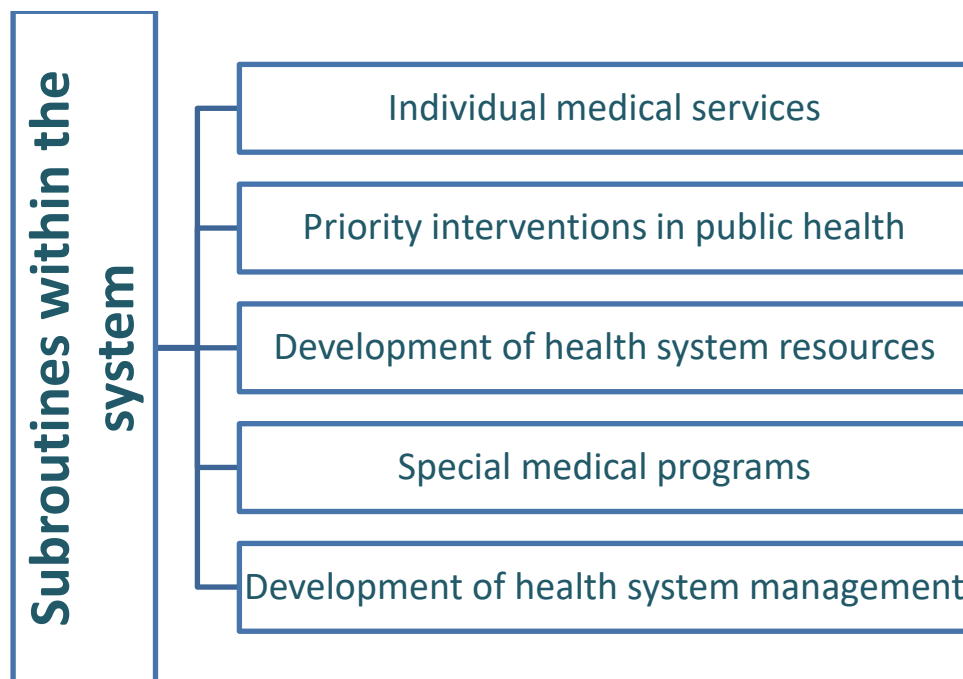 Subroutines within the
system
Individual medical services
Priority interventions in public health
Development of health system resources
Special medical programs
Development of health system management